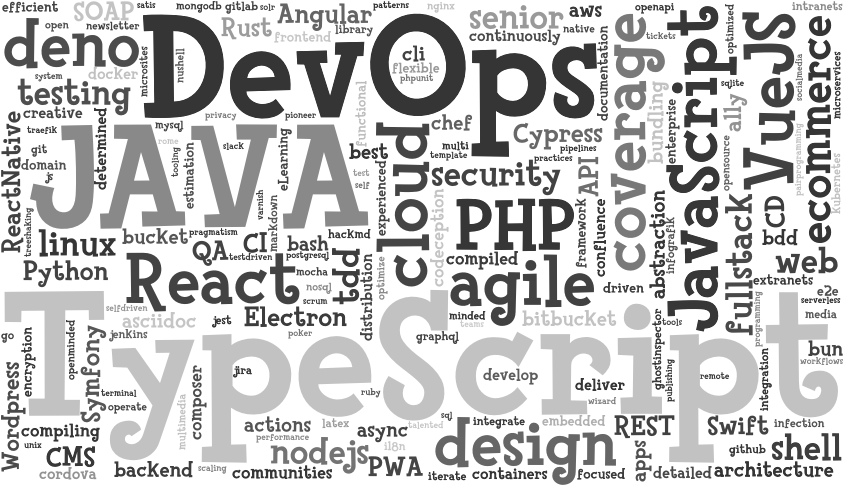 efficient
SOAP
satis
mongodb
gitlab
solr
Angular
patterns
nginx
senior
aws
openapi
intranets
open
newsletter
Rust
library
continuously
native
tickets
optimized
deno
DevOps
frontend
cli
flexible
phpunit
documentation
coverage
JavaScript
VueJS
socialmedia
ecommerce
microservices
system
docker
microsites
nushell
testing
creative
privacy
pioneer
functional
chef
Cypress
bundling
enterprise
sqlite
a11y
traefik
determined
mysql
rome
tooling
slack
best
multi
template
pipelines
practices
opensource
pairprogramming
kubernetes
ReactNative
git
domain
js
JAVA
estimation
varnish
eLearning
markdown
test
self
experienced
cloud
security
API
treethaking
linux
bucket
pragmatism
QA
CI
testdriven
bash
postgresql
hackmd
codeception
PHP
framework
confluence
abstraction
infografik
fullstack
CD
bdd
web
Python
React
mocha
nosql
scrum
tdd
distribution
optimize
compiled
agile
driven
extranets
e2e
serverless
media
selfdriven
asciidoc
jest
Electron
poker
minded
teams
graphql
bitbucket
tools
programming
go
encryption
openminded
Symfony
jenkins
TypeScript
ghostinspector
publishing
remote
integration
bun
workflows
Wordpress
terminal
operate
multimedia
composer
jira
ruby
develop
deliver
wizard
compiling
unix
CMS
cordova
backend
scaling
actions
performance
latex
nodejs
communities
async
i18n
talented
sql
PWA
integrate
design
iterate
containers
embedded
focused
REST
apps
Swift
infection
github
shell
detailed
architecture